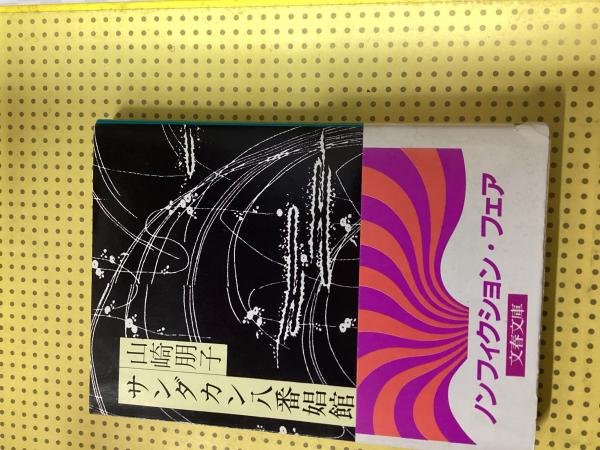 サンダカン八番娼館
山崎朋子
ノンフィクション・フェア
文春文庫